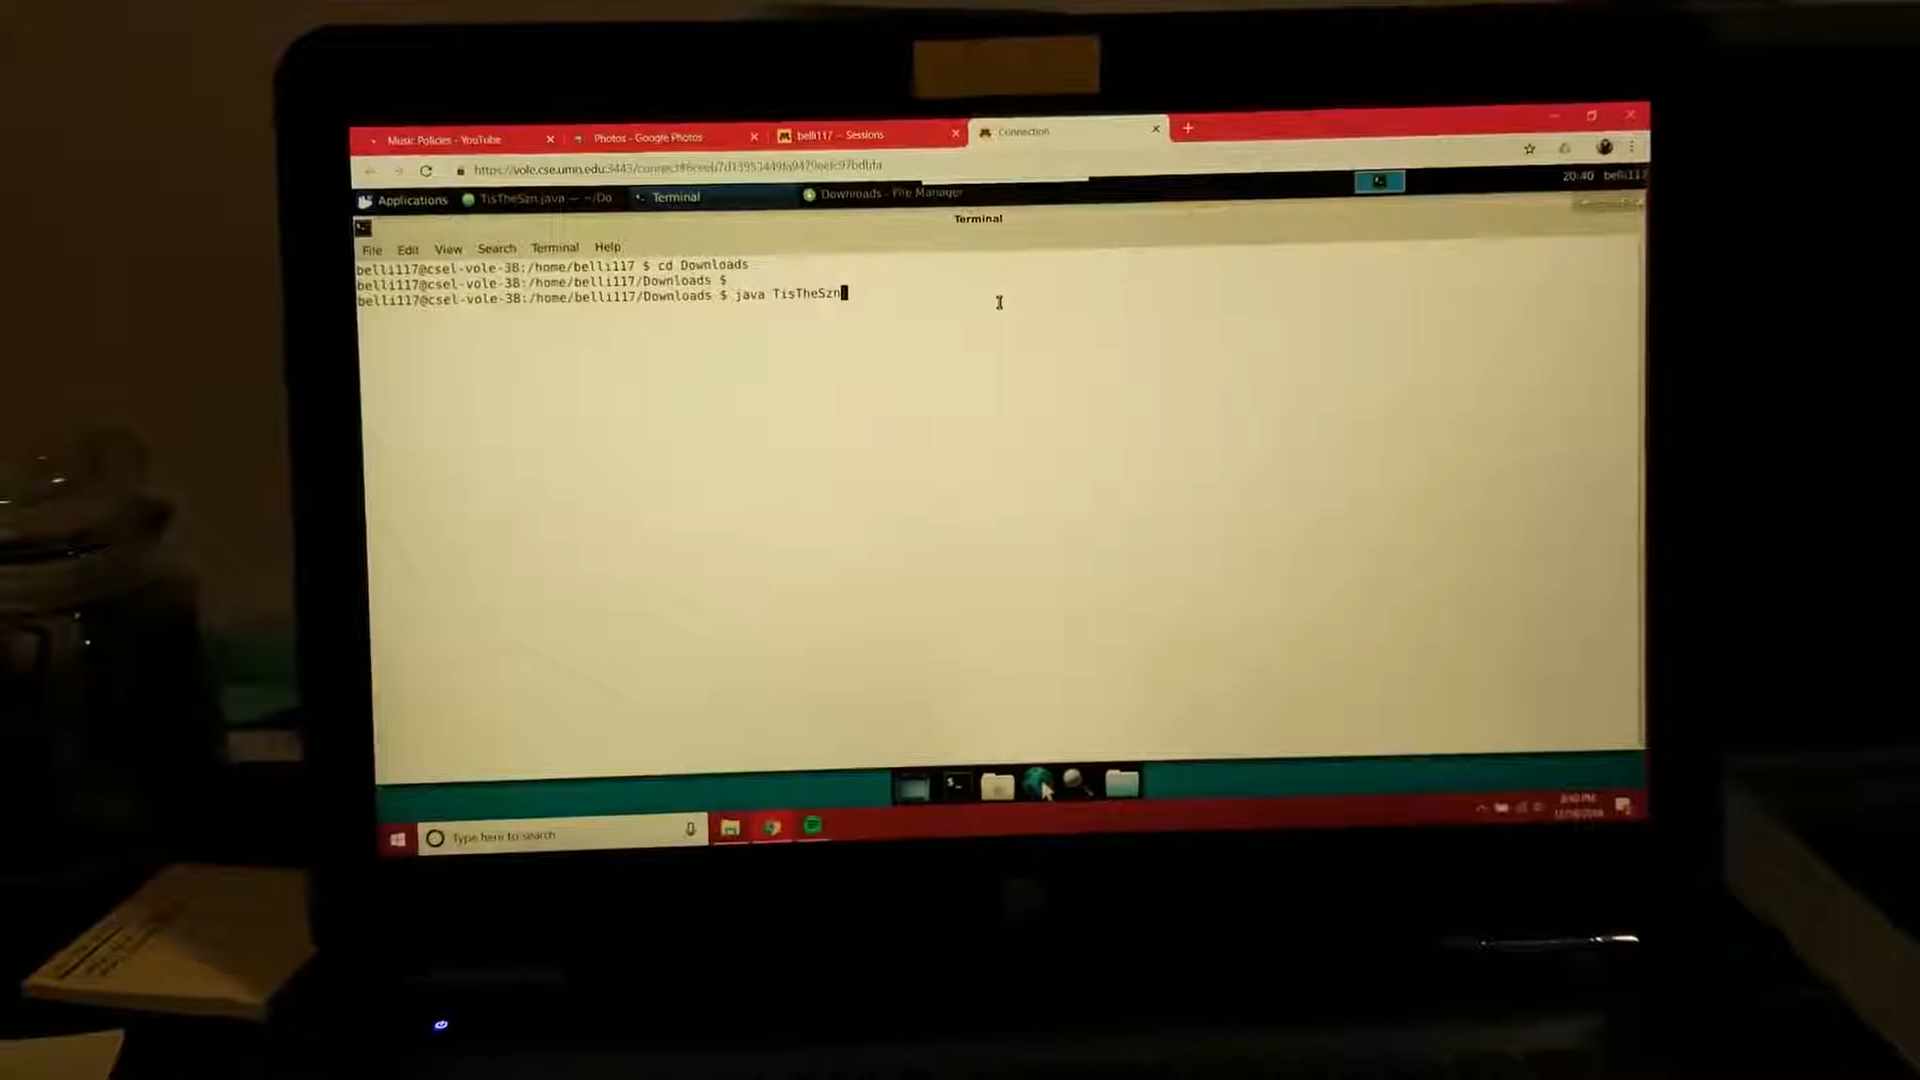 Music Policies - YouTube
Photos - Google Photos
belli117 — Sessions
Connection
Applications
TisTheSzn.java — ~/Do
Terminal
Downloads - File Manager
20:40
belli117
Terminal
File Edit View Search Terminal Help
belli117@csel-vole-38:/home/belli117 $ cd Downloads
belli117@csel-vole-38:/home/belli117/Downloads $
belli117@csel-vole-38:/home/belli117/Downloads $ java TisTheSzn
Type here to search